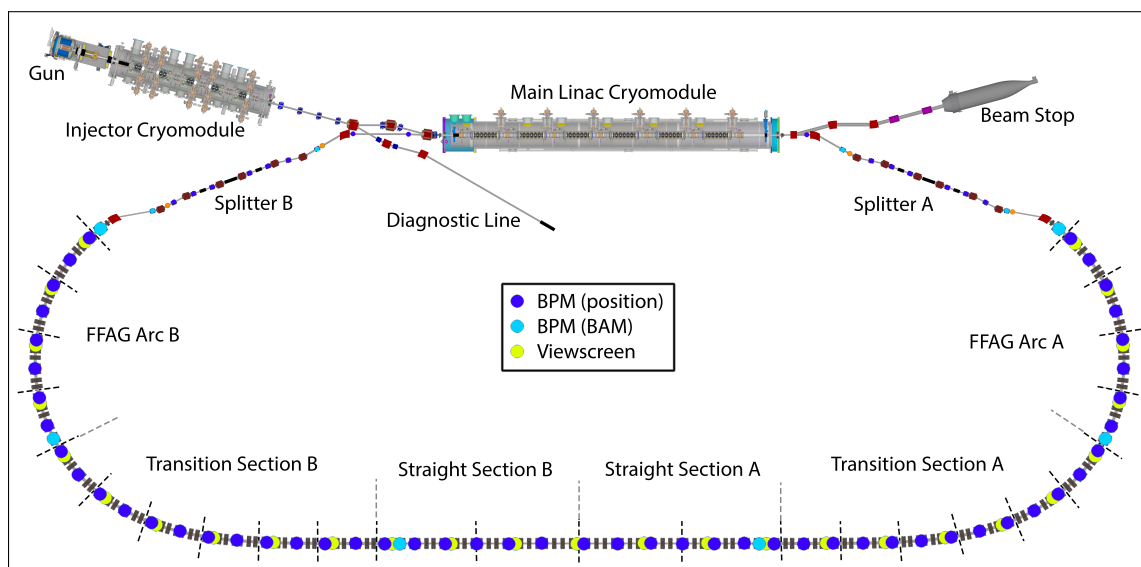 Gun
Injector Cryomodule
Main Linac Cryomodule
Beam Stop
Splitter B
Diagnostic Line
Splitter A
BPM (position)
BPM (BAM)
Viewscreen
FFAG Arc B
FFAG Arc A
Transition Section B
Straight Section B
Straight Section A
Transition Section A